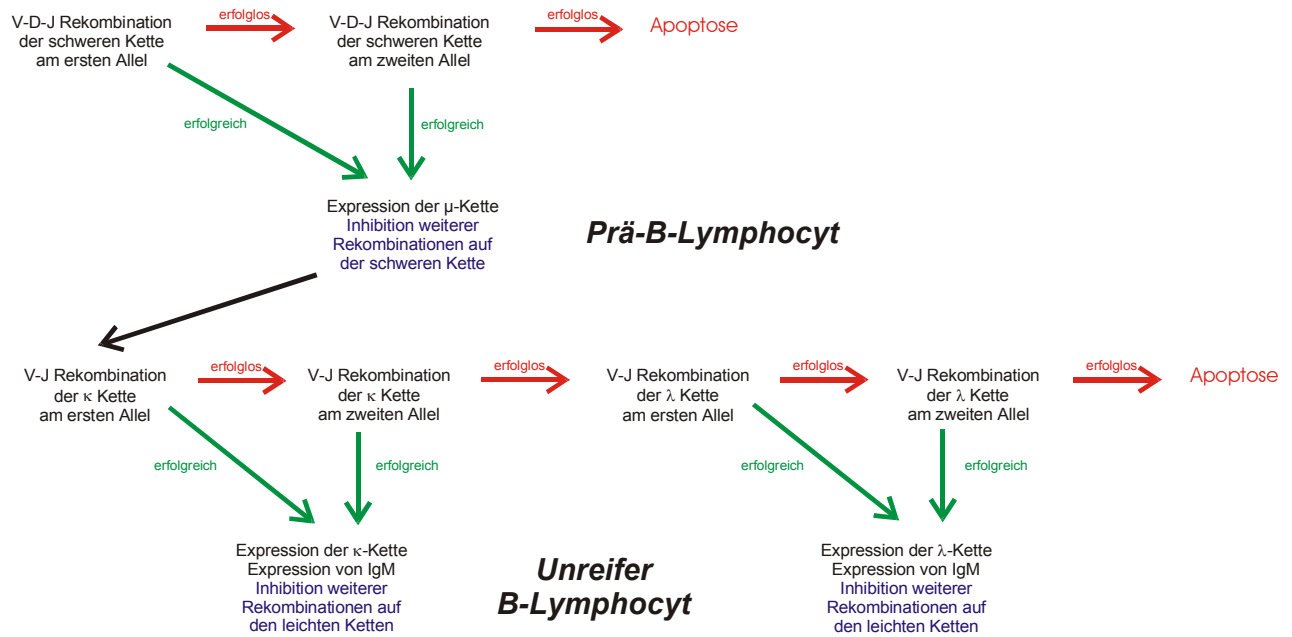 V-D-J Rekombination
der schweren Kette
am ersten Allel
erfolglos
V-D-J Rekombination
der schweren Kette
am zweiten Allel
erfolglos
Apoptose
erfolgreich
erfolgreich
Expression der µ-Kette
Inhibition weiterer
Rekombinationen auf
der schweren Kette
Prä-B-Lymphocyt
V-J Rekombination
der κ Kette
am ersten Allel
erfolglos
V-J Rekombination
der κ Kette
am zweiten Allel
erfolglos
V-J Rekombination
der λ Kette
am ersten Allel
erfolglos
V-J Rekombination
der λ Kette
am zweiten Allel
erfolglos
Apoptose
erfolgreich
erfolgreich
erfolgreich
erfolgreich
Expression der κ-Kette
Expression von IgM
Inhibition weiterer
Rekombinationen auf
den leichten Ketten
Unreifer
B-Lymphocyt
Expression der λ-Kette
Expression von IgM
Inhibition weiterer
Rekombinationen auf
den leichten Ketten